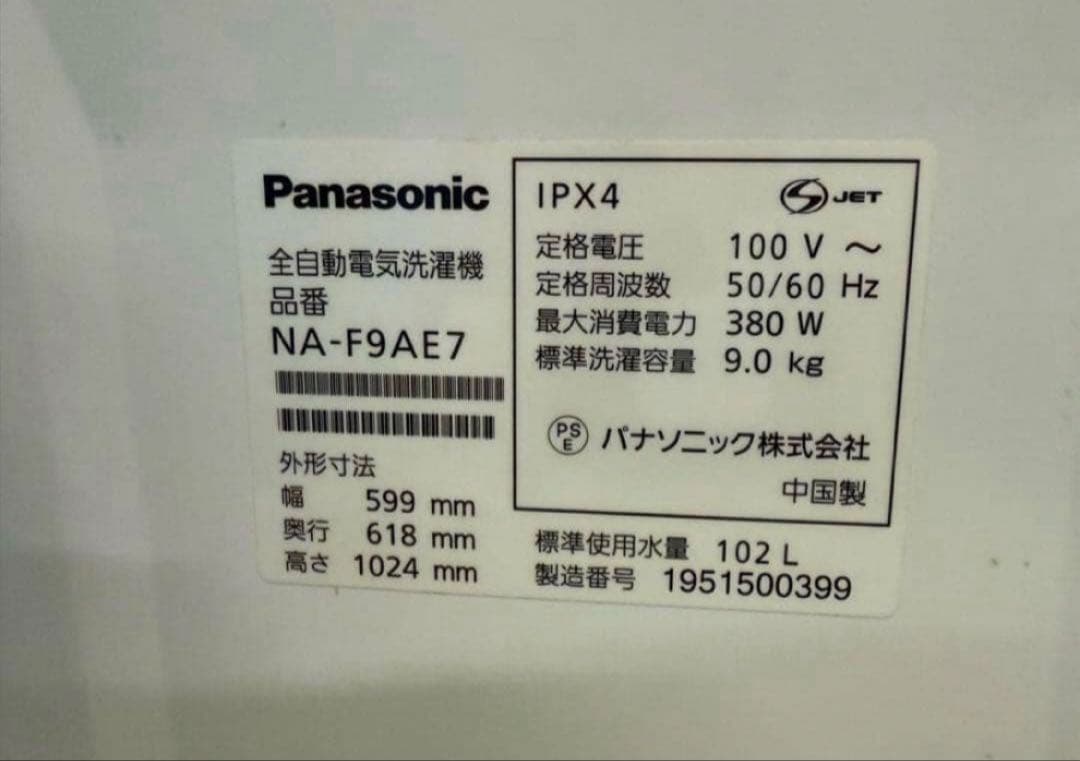 Panasonic
全自動電気洗濯機
品番
NA-F9AE7
外形寸法
幅 599 mm
奥行 618 mm
高さ 1024 mm
IPX4 S JET
定格電圧 100 V ～
定格周波数 50/60 Hz
最大消費電力 380 W
標準洗濯容量 9.0 kg
PSE パナソニック株式会社
中国製
標準使用水量 102 L
製造番号 1951500399